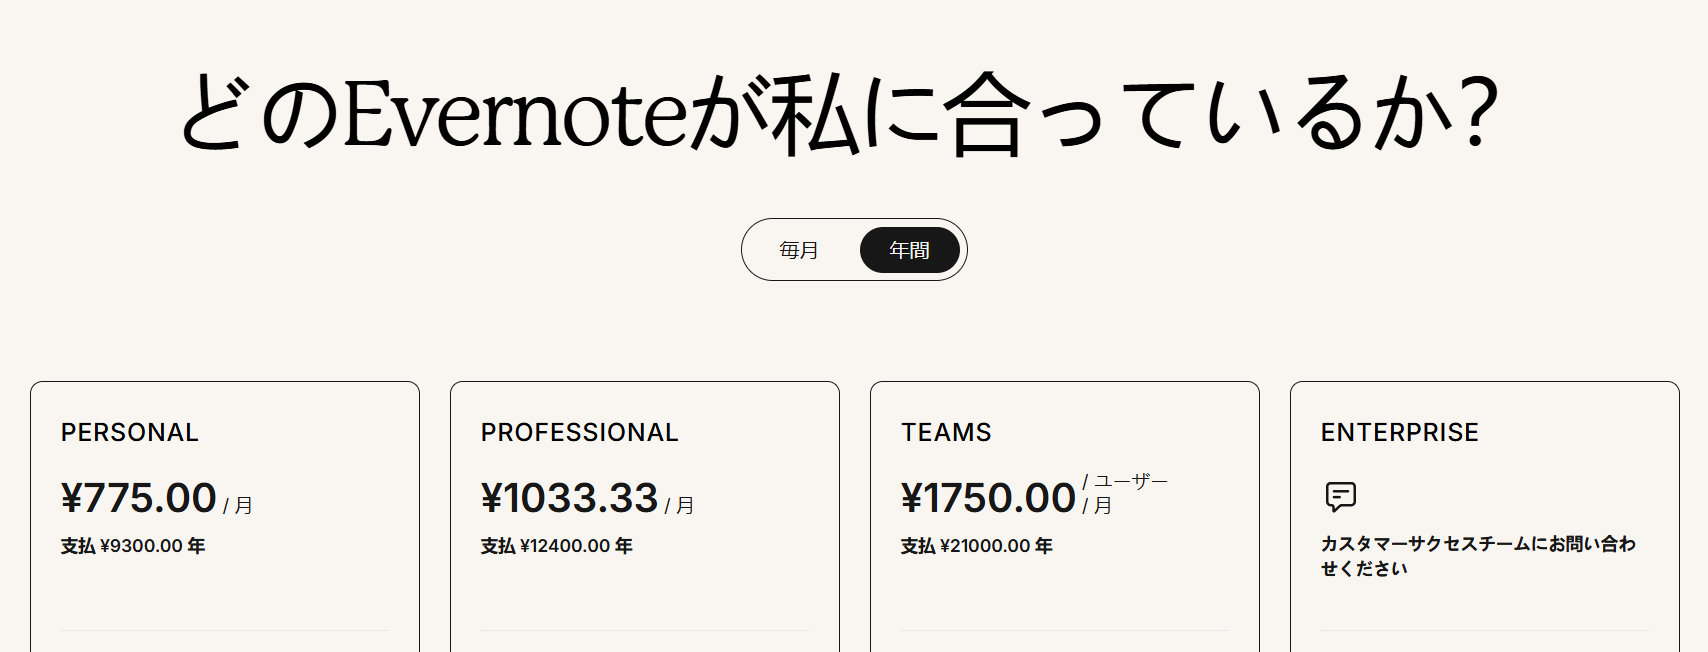 どのEvernoteが私に合っているか?
毎月 年間
PERSONAL
¥775.00 / 月
支払 ¥9300.00 年
PROFESSIONAL
¥1033.33 / 月
支払 ¥12400.00 年
TEAMS
¥1750.00 / ユーザー
/ 月
支払 ¥21000.00 年
ENTERPRISE
カスタマーサクセスチームにお問い合わ
せください